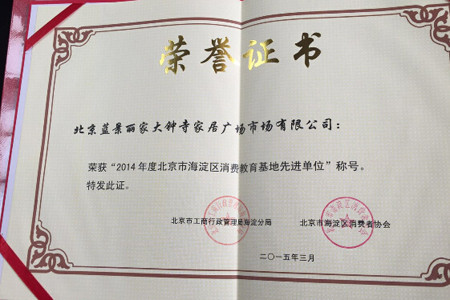 荣誉证书
北京蓝景丽家大钟寺家居广场市场有限公司：
荣获“2014年度北京市海淀区消费教育基地先进单位”称号。
特发此证。
北京市工商行政管理局海淀分局 北京市海淀区消费者协会
二〇一五年三月